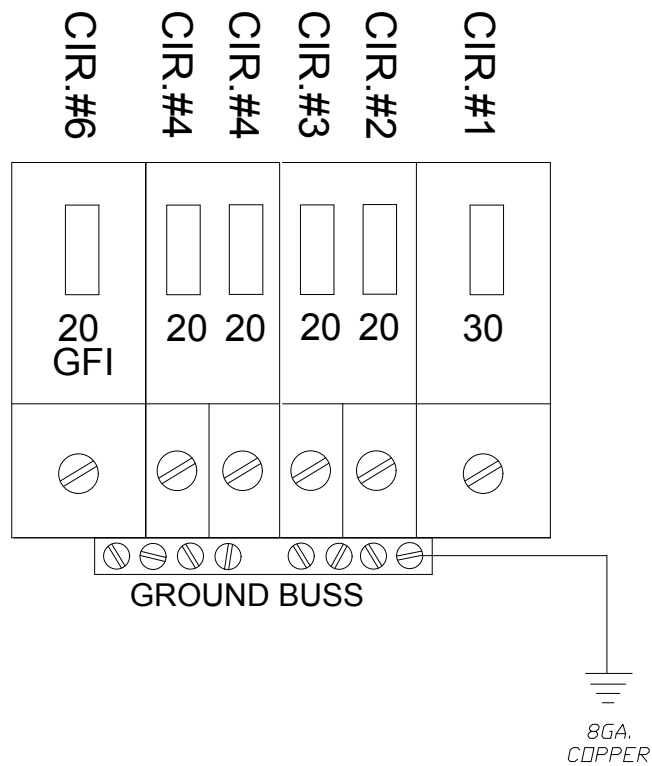 CIR.#6
CIR.#4
CIR.#4
CIR.#3
CIR.#2
CIR.#1
20
GFI
20
20
20
20
30
GROUND BUSS
8GA.
COPPER